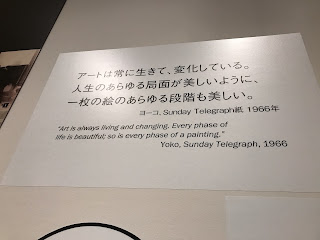 アートは常に生きて、変化している。
人生のあらゆる局面が美しいように、
一枚の絵のあらゆる段階も美しい。
ヨーコ、Sunday Telegraph紙 1966年
"Art is always living and changing. Every phase of
life is beautiful; so is every phase of a painting."
Yoko, Sunday Telegraph, 1966